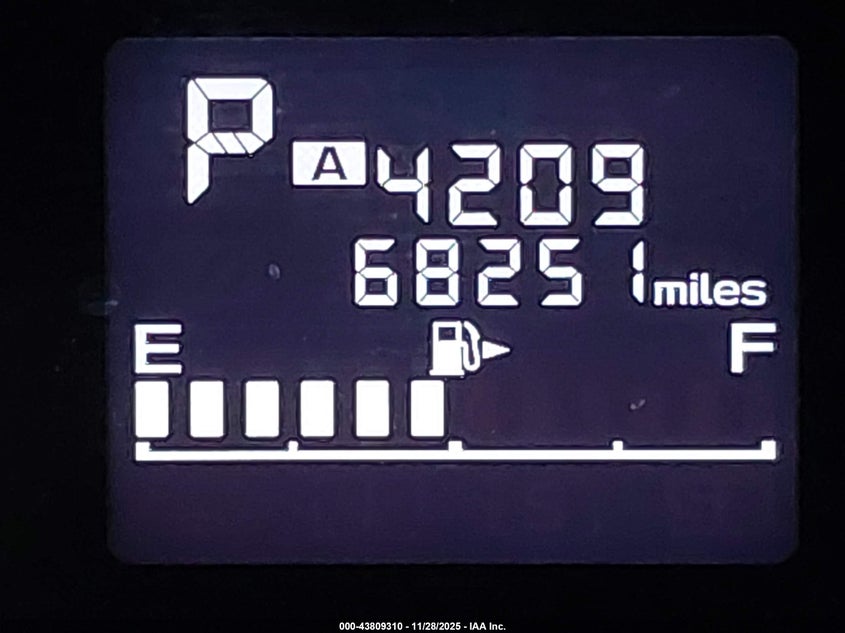 P A 4209
68251 miles
E F
000-43809310 - 11/28/2025 - IAA Inc.